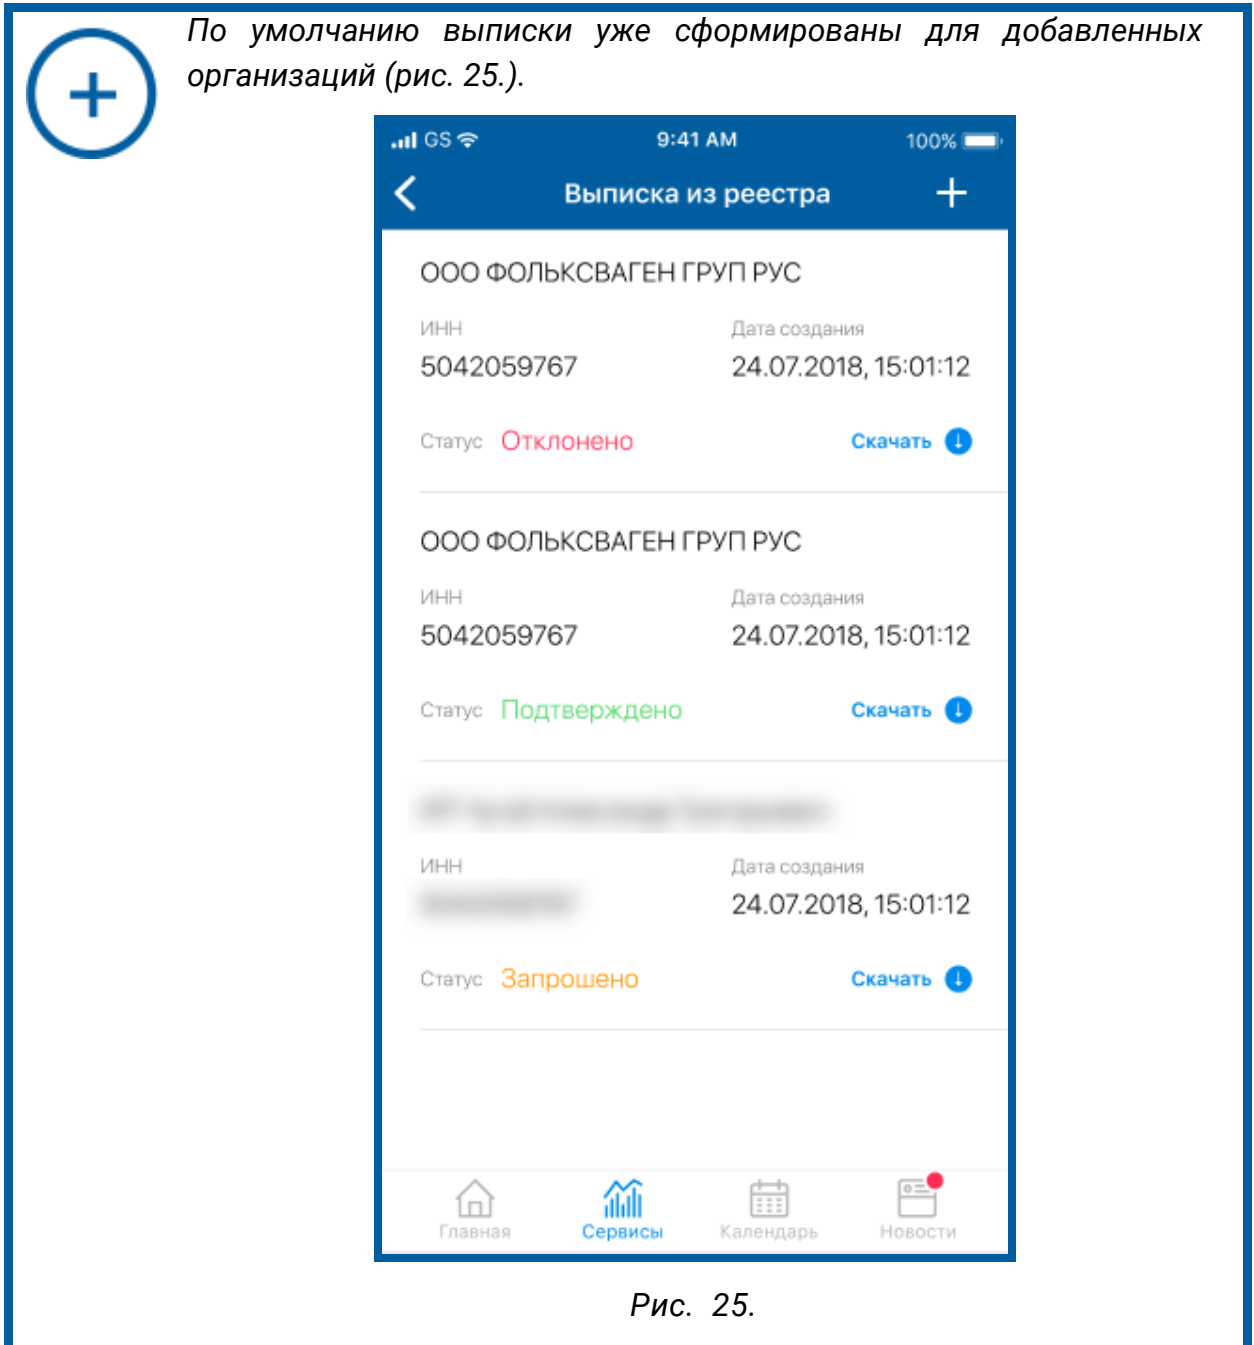 По умолчанию выписки уже сформированы для добавленных
организаций (рис. 25.).
GS 9:41 AM 100%
Выписка из реестра
ООО ФОЛЬКСВАГЕН ГРУП РУС
ИНН Дата создания
5042059767 24.07.2018, 15:01:12
Статус Отклонено Скачать
ООО ФОЛЬКСВАГЕН ГРУП РУС
ИНН Дата создания
5042059767 24.07.2018, 15:01:12
Статус Подтверждено Скачать
ИНН Дата создания
24.07.2018, 15:01:12
Статус Запрошено Скачать
Главная Сервисы Календарь Новости
Рис. 25.